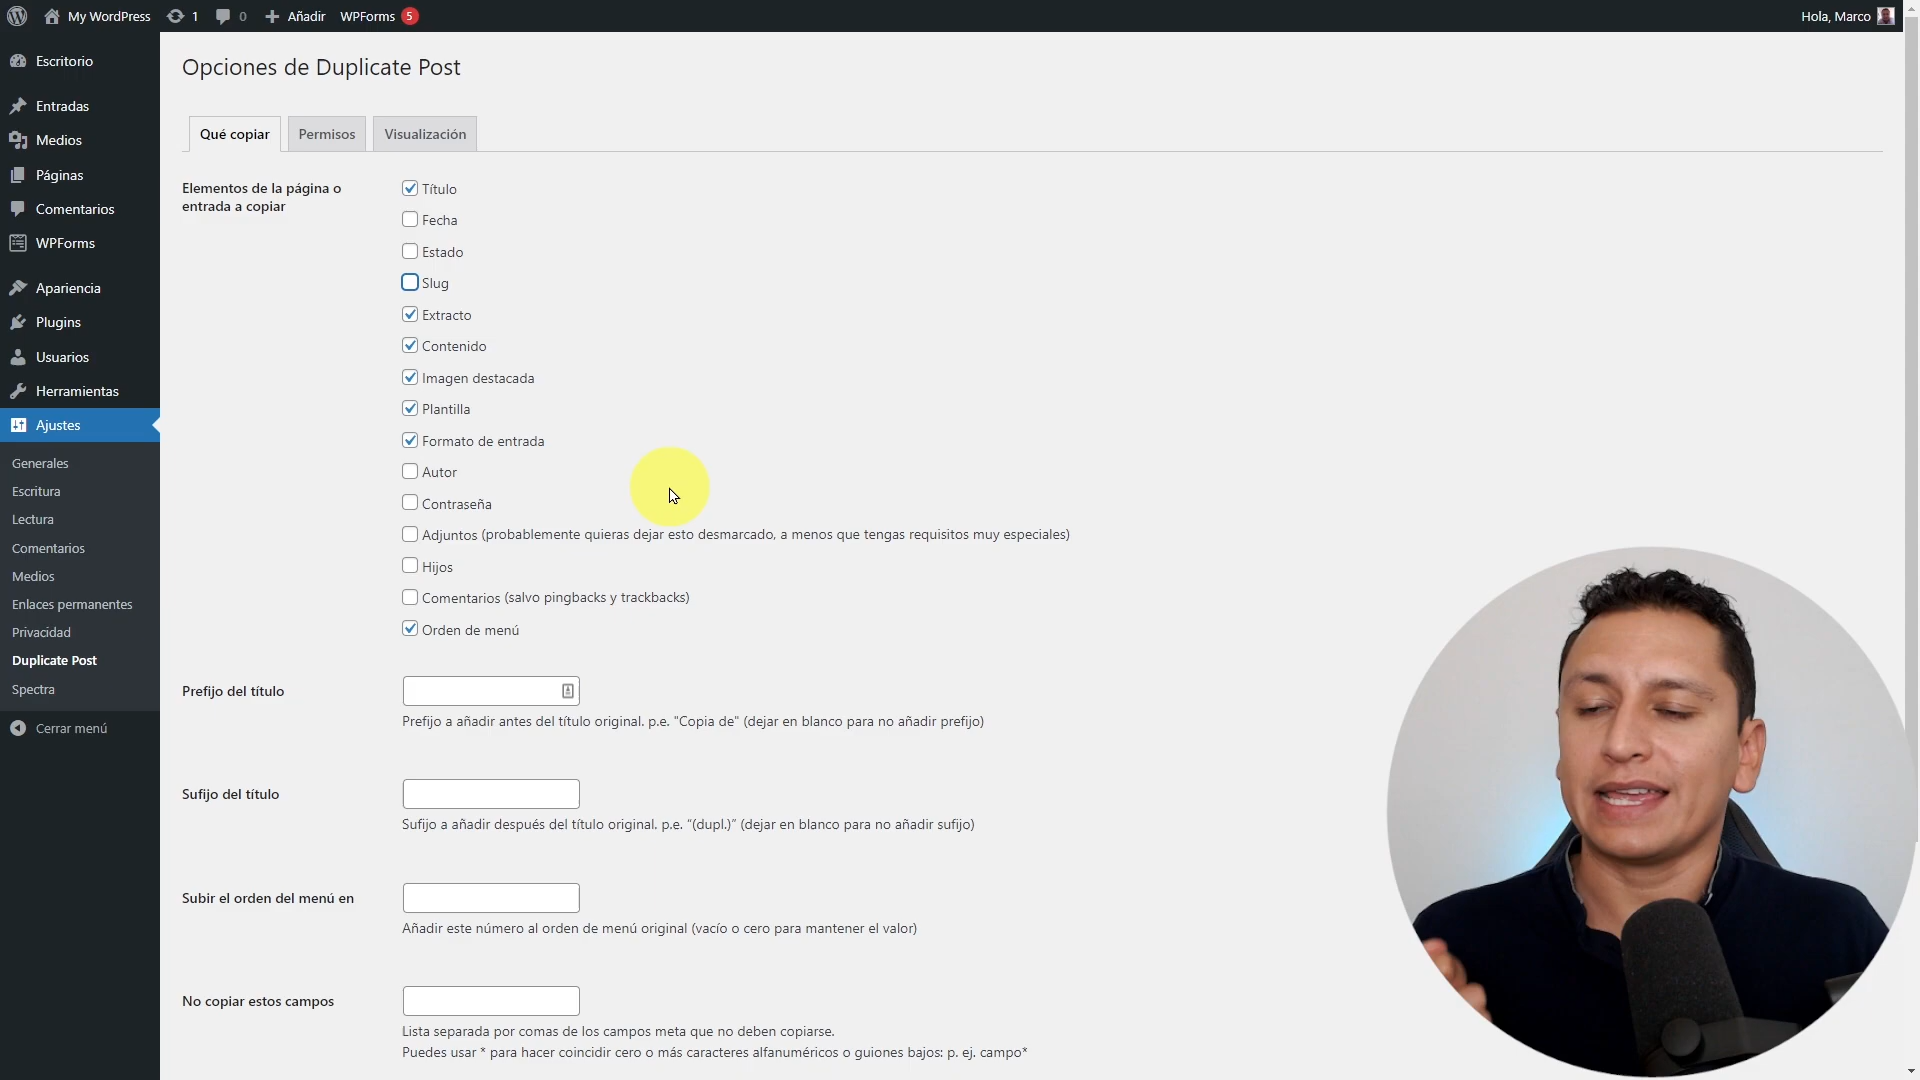 My WordPress
1
0
Añadir
WPForms
5
Hola, Marco
Escritorio
Entradas
Medios
Páginas
Comentarios
WPForms
Apariencia
Plugins
Usuarios
Herramientas
Ajustes
Generales
Escritura
Lectura
Comentarios
Medios
Enlaces permanentes
Privacidad
Duplicate Post
Spectra
Cerrar menú
Opciones de Duplicate Post
Qué copiar
Permisos
Visualización
Elementos de la página o
entrada a copiar
Título
Fecha
Estado
Slug
Extracto
Contenido
Imagen destacada
Plantilla
Formato de entrada
Autor
Contraseña
Adjuntos (probablemente quieras dejar esto desmarcado, a menos que tengas requisitos muy especiales)
Hijos
Comentarios (salvo pingbacks y trackbacks)
Orden de menú
Prefijo del título
Prefijo a añadir antes del título original. p.e. "Copia de" (dejar en blanco para no añadir prefijo)
Sufijo del título
Sufijo a añadir después del título original. p.e. "(dupl.)" (dejar en blanco para no añadir sufijo)
Subir el orden del menú en
Añadir este número al orden de menú original (vacío o cero para mantener el valor)
No copiar estos campos
Lista separada por comas de los campos meta que no deben copiarse.
Puedes usar * para hacer coincidir cero o más caracteres alfanuméricos o guiones bajos: p. ej. campo*